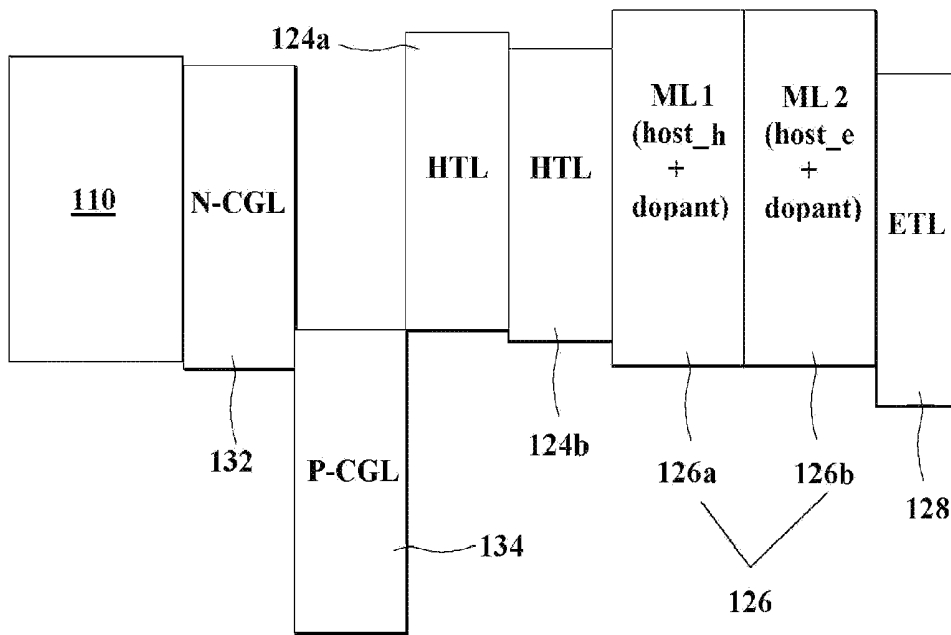 124a
110
N-CGL
HTL
HTL
ML 1
(host_h
+
dopant)
ML 2
(host_e
+
dopant)
ETL
132
P-CGL
134
124b
126a
126b
128
126